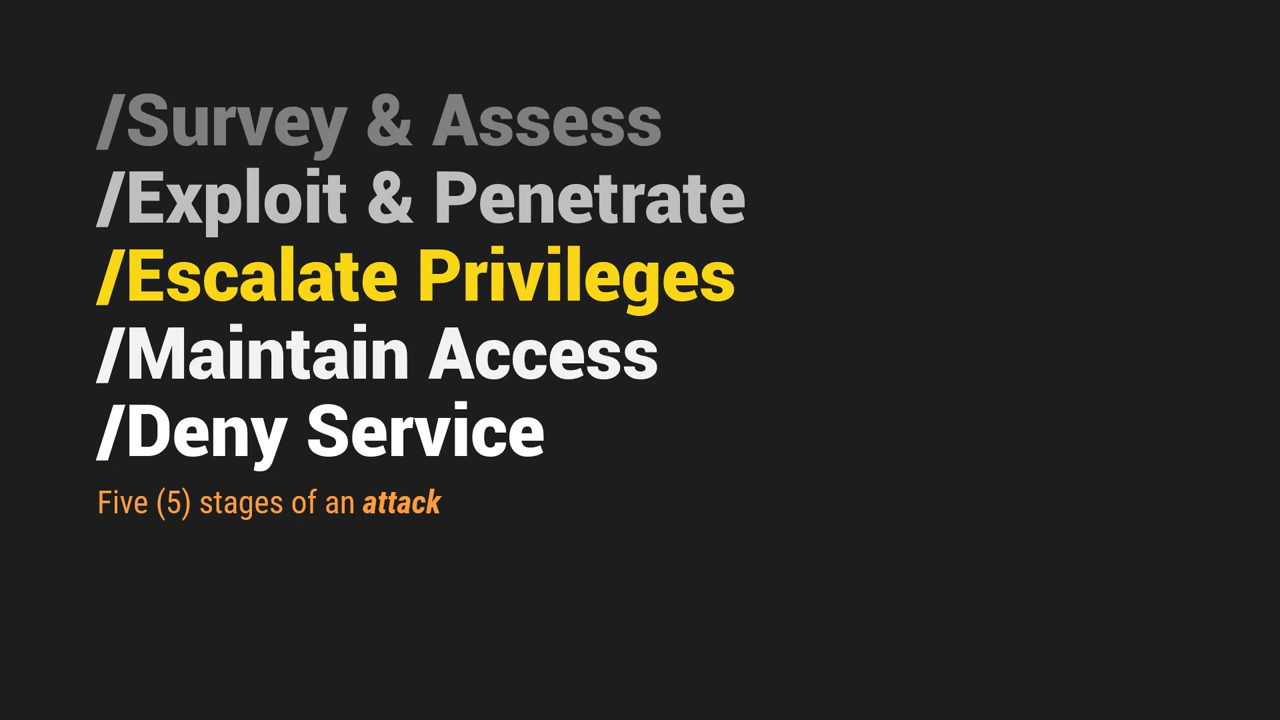 /Survey & Assess
/Exploit & Penetrate
/Escalate Privileges
/Maintain Access
/Deny Service
Five (5) stages of an attack